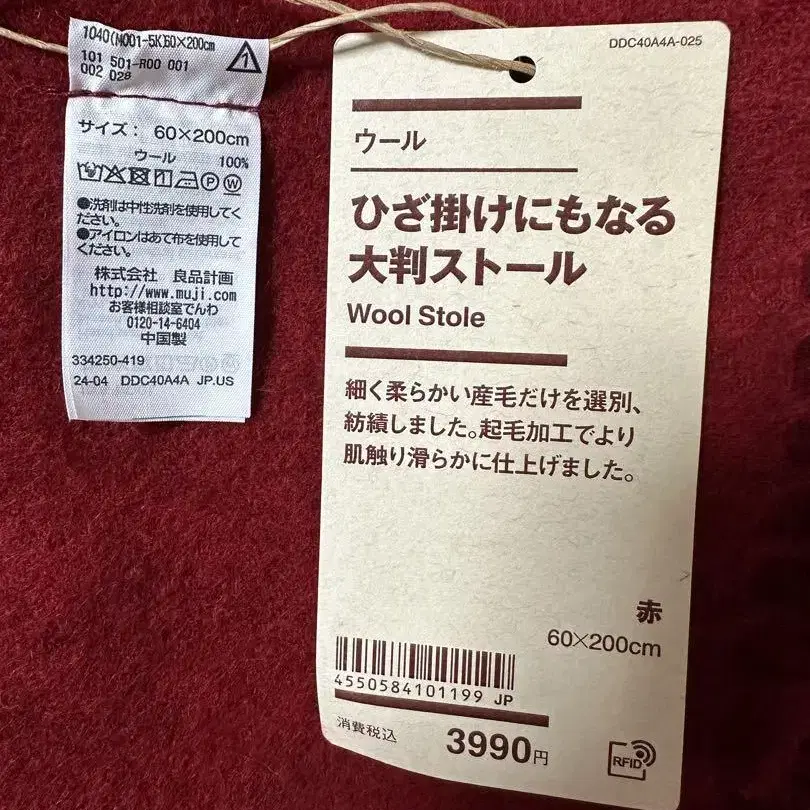 1040(M001-5K)60×200cm
101 501-R00 001
002 028
1
サイズ: 60×200cm
ウール 100%
●洗剤は中性洗剤を使用してく
ださい。
●アイロンはあて布を使用して
ください。
株式会社 良品計画
http://www.muji.com
お客様相談室でんわ
0120-14-6404
中国製
334250-419
24-04 DDC40A4A JP.US
DDC40A4A-025
ウール
ひざ掛けにもなる
大判ストール
Wool Stole
細く柔らかい産毛だけを選別、
紡績しました。起毛加工でより
肌触り滑らかに仕上げました。
赤
60×200cm
4550584101199 JP
消費税込 3990円
RFID